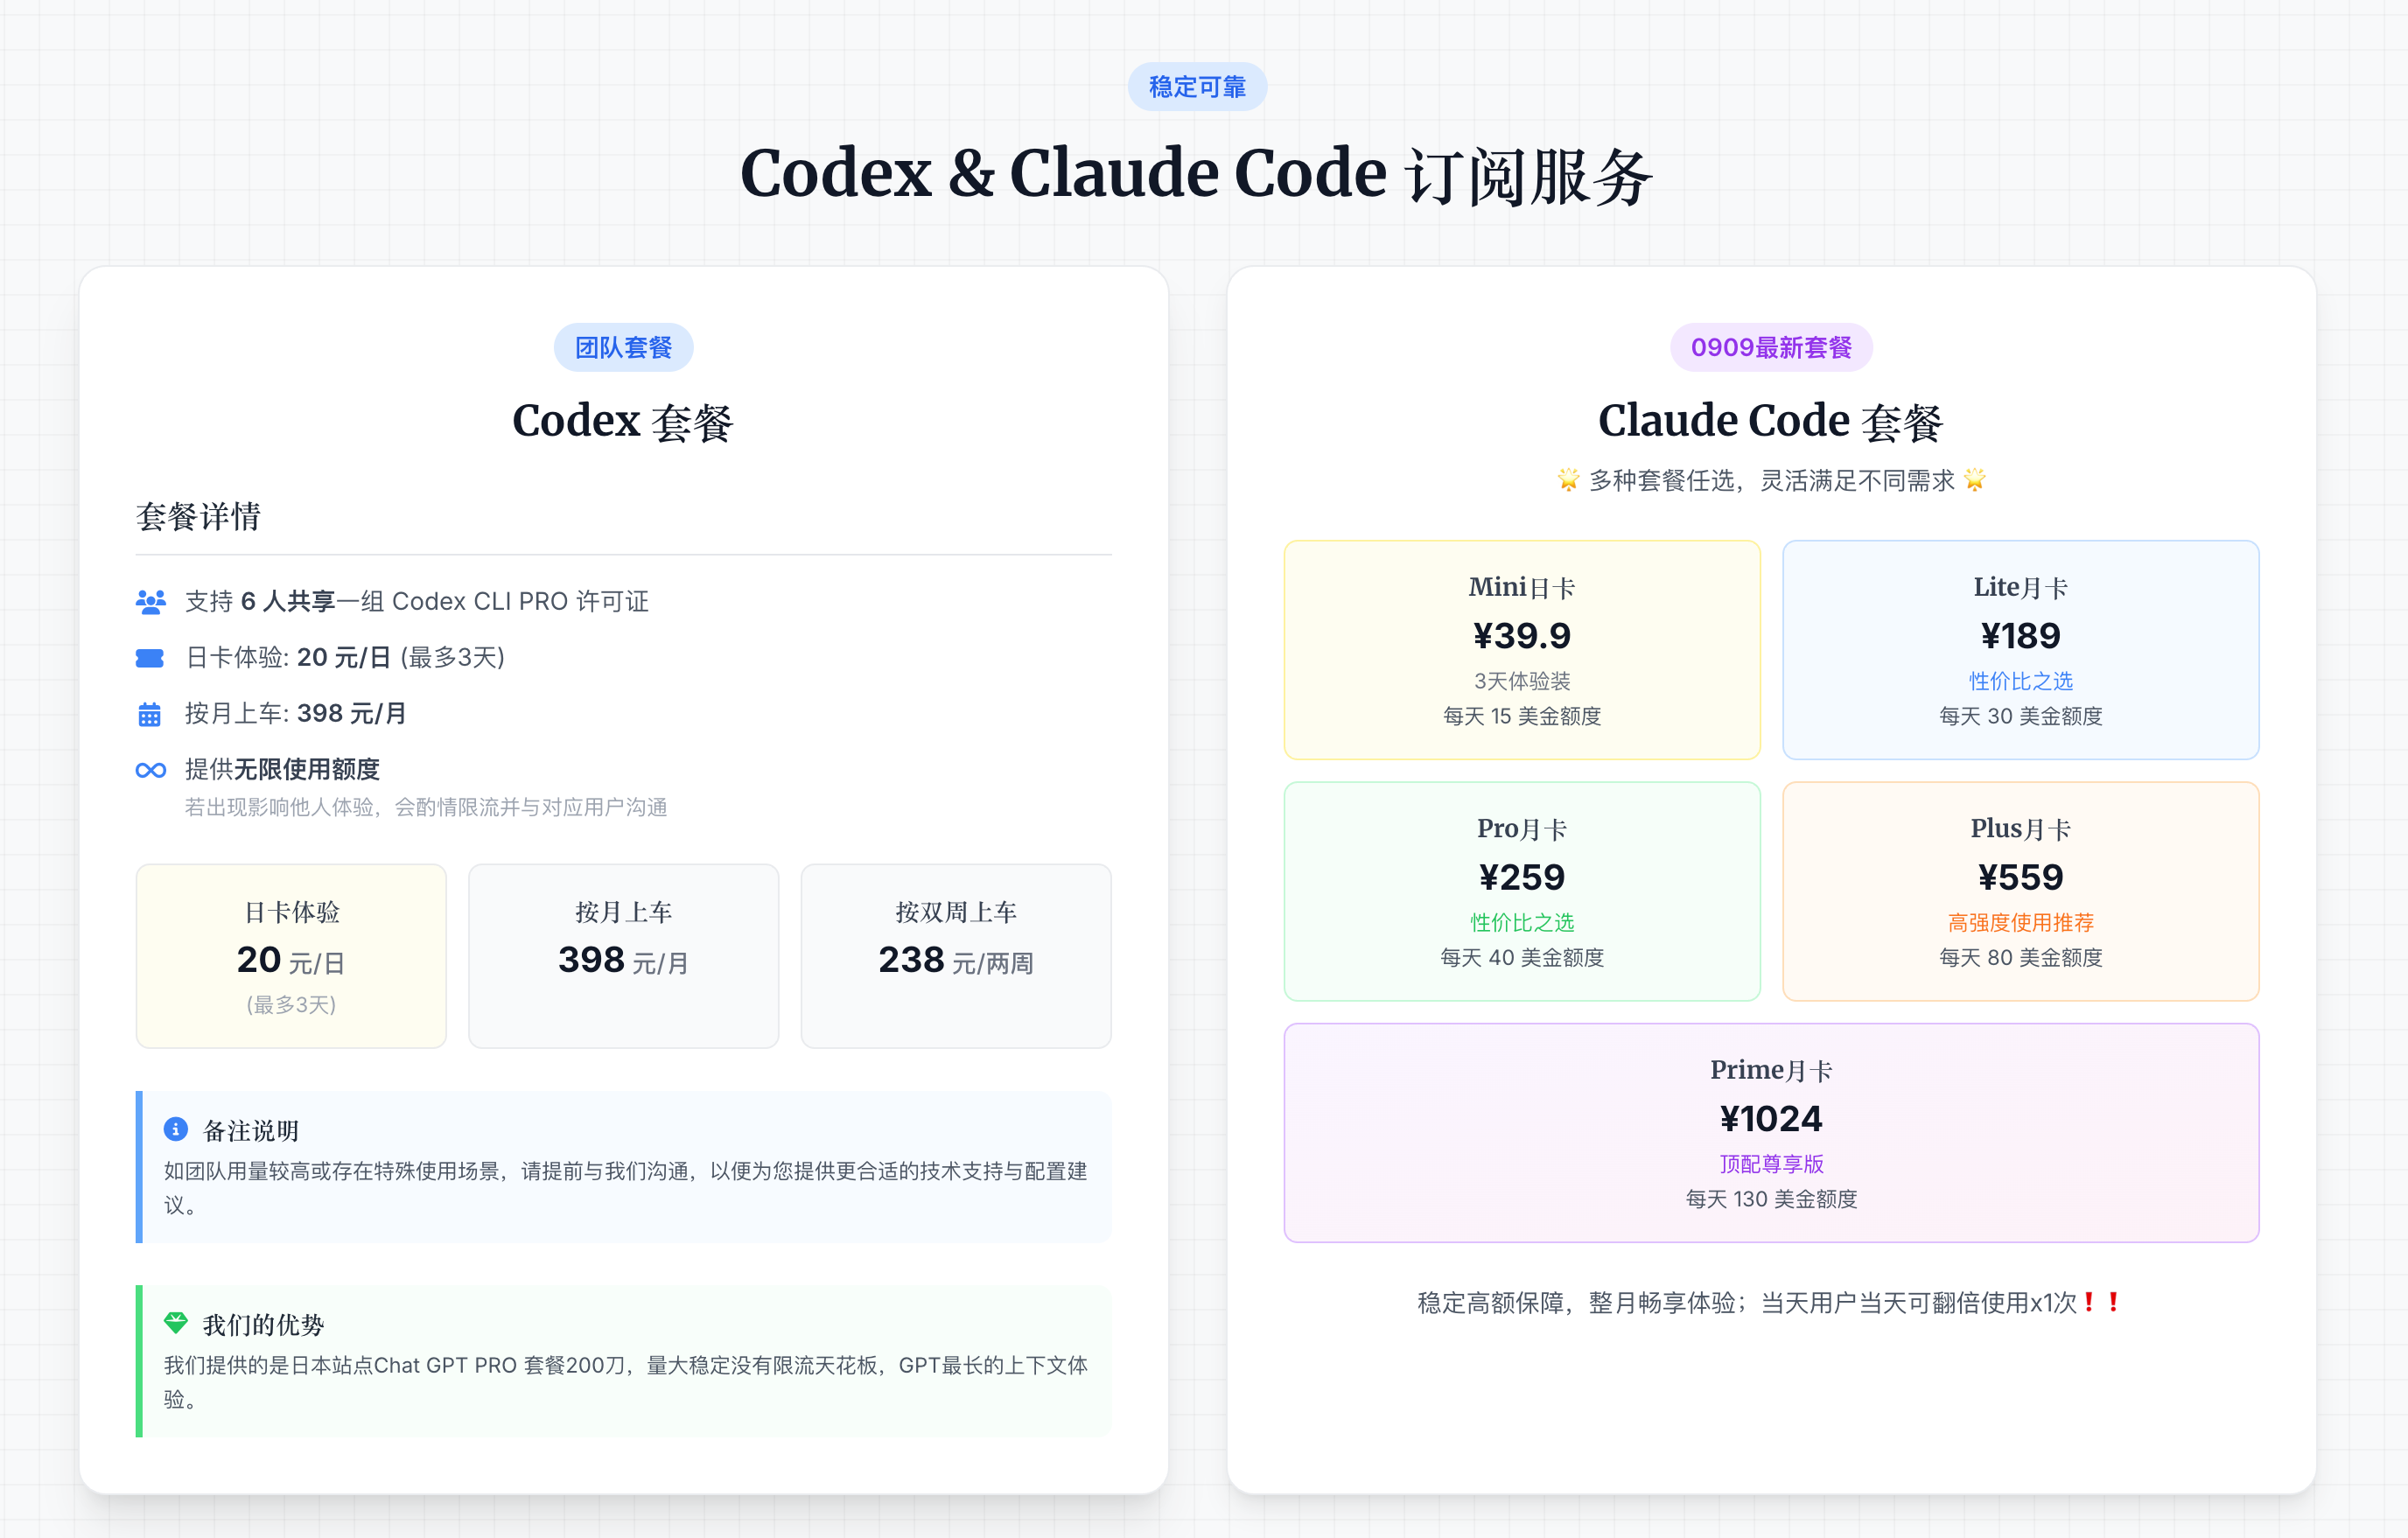 稳定可靠
Codex & Claude Code 订阅服务
团队套餐
Codex 套餐
套餐详情
支持 6 人共享一组 Codex CLI PRO 许可证
日卡体验: 20 元/日 (最多3天)
按月上车: 398 元/月
提供无限使用额度
若出现影响他人体验，会酌情限流并与对应用户沟通
日卡体验
20 元/日
(最多3天)
按月上车
398 元/月
按双周上车
238 元/两周
备注说明
如团队用量较高或存在特殊使用场景，请提前与我们沟通，以便为您提供更合适的技术支持与配置建
议。
我们的优势
我们提供的是日本站点Chat GPT PRO 套餐200刀，量大稳定没有限流天花板，GPT最长的上下文体
验。
0909最新套餐
Claude Code 套餐
🌟 多种套餐任选，灵活满足不同需求 🌟
Mini日卡
¥39.9
3天体验装
每天 15 美金额度
Lite月卡
¥189
性价比之选
每天 30 美金额度
Pro月卡
¥259
性价比之选
每天 40 美金额度
Plus月卡
¥559
高强度使用推荐
每天 80 美金额度
Prime月卡
¥1024
顶配尊享版
每天 130 美金额度
稳定高额保障，整月畅享体验；当天用户当天可翻倍使用x1次❗❗